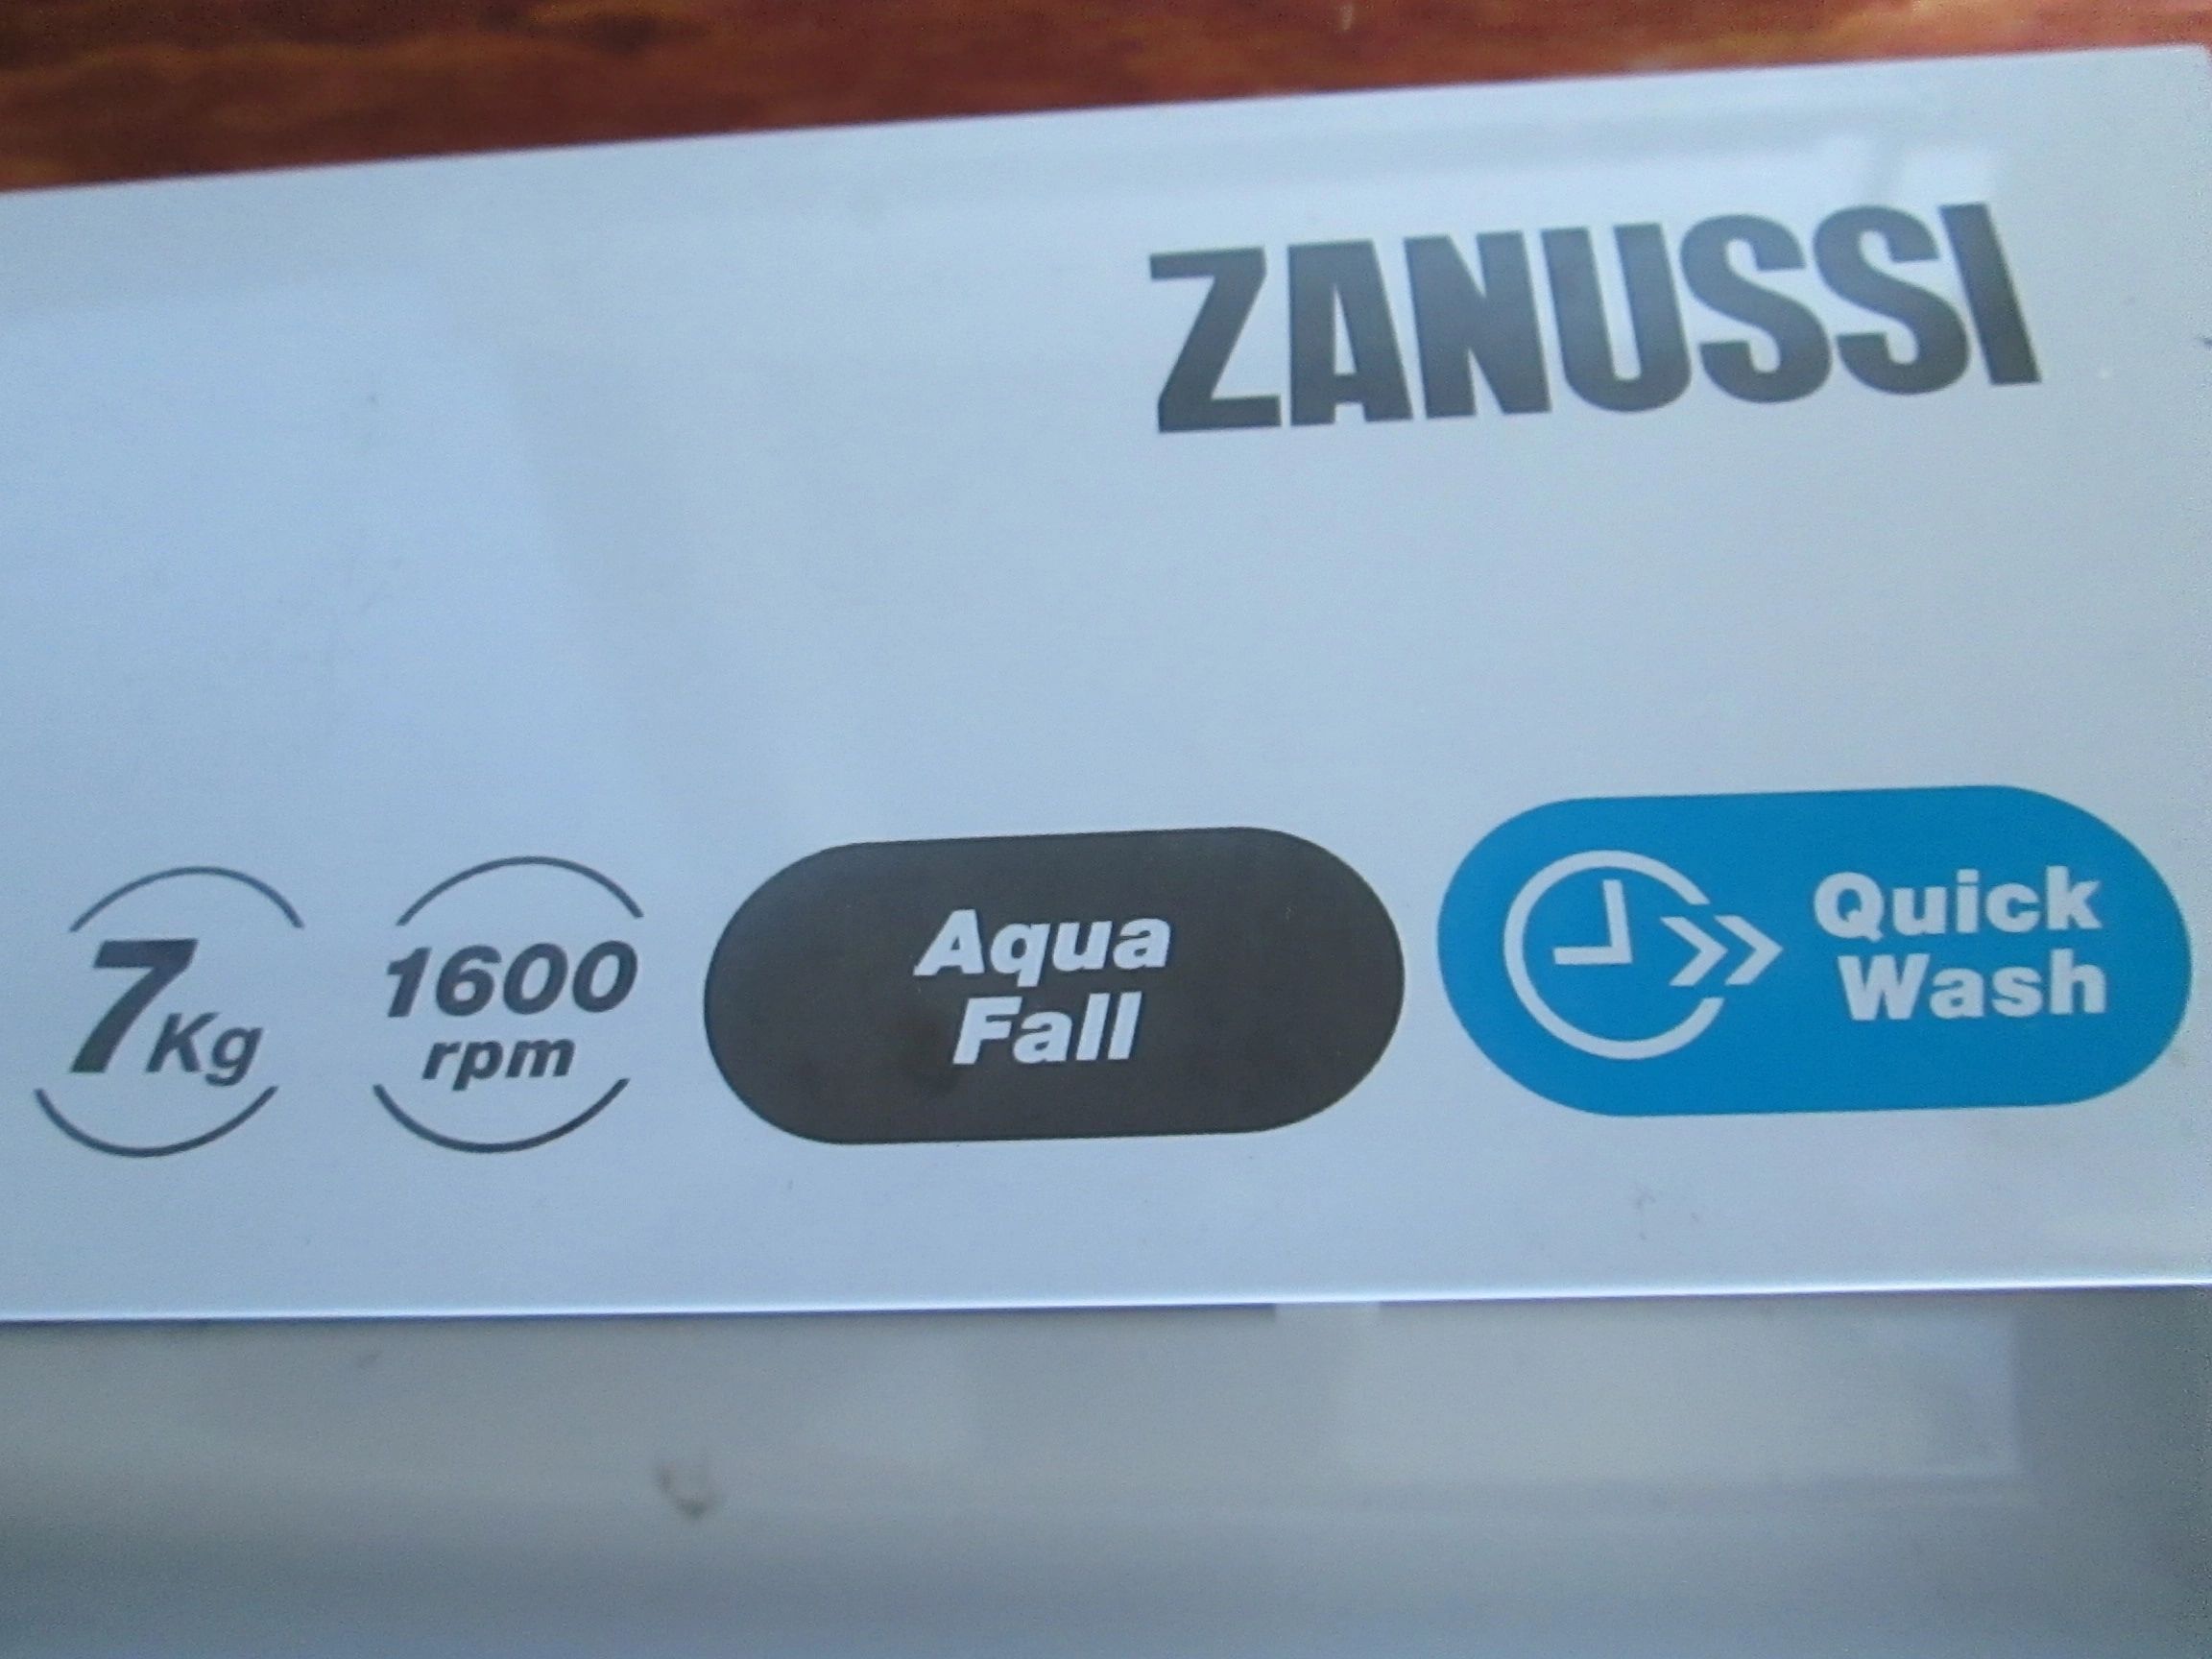 ZANUSSI
7Kg
1600
rpm
Aqua
Fall
Quick
Wash